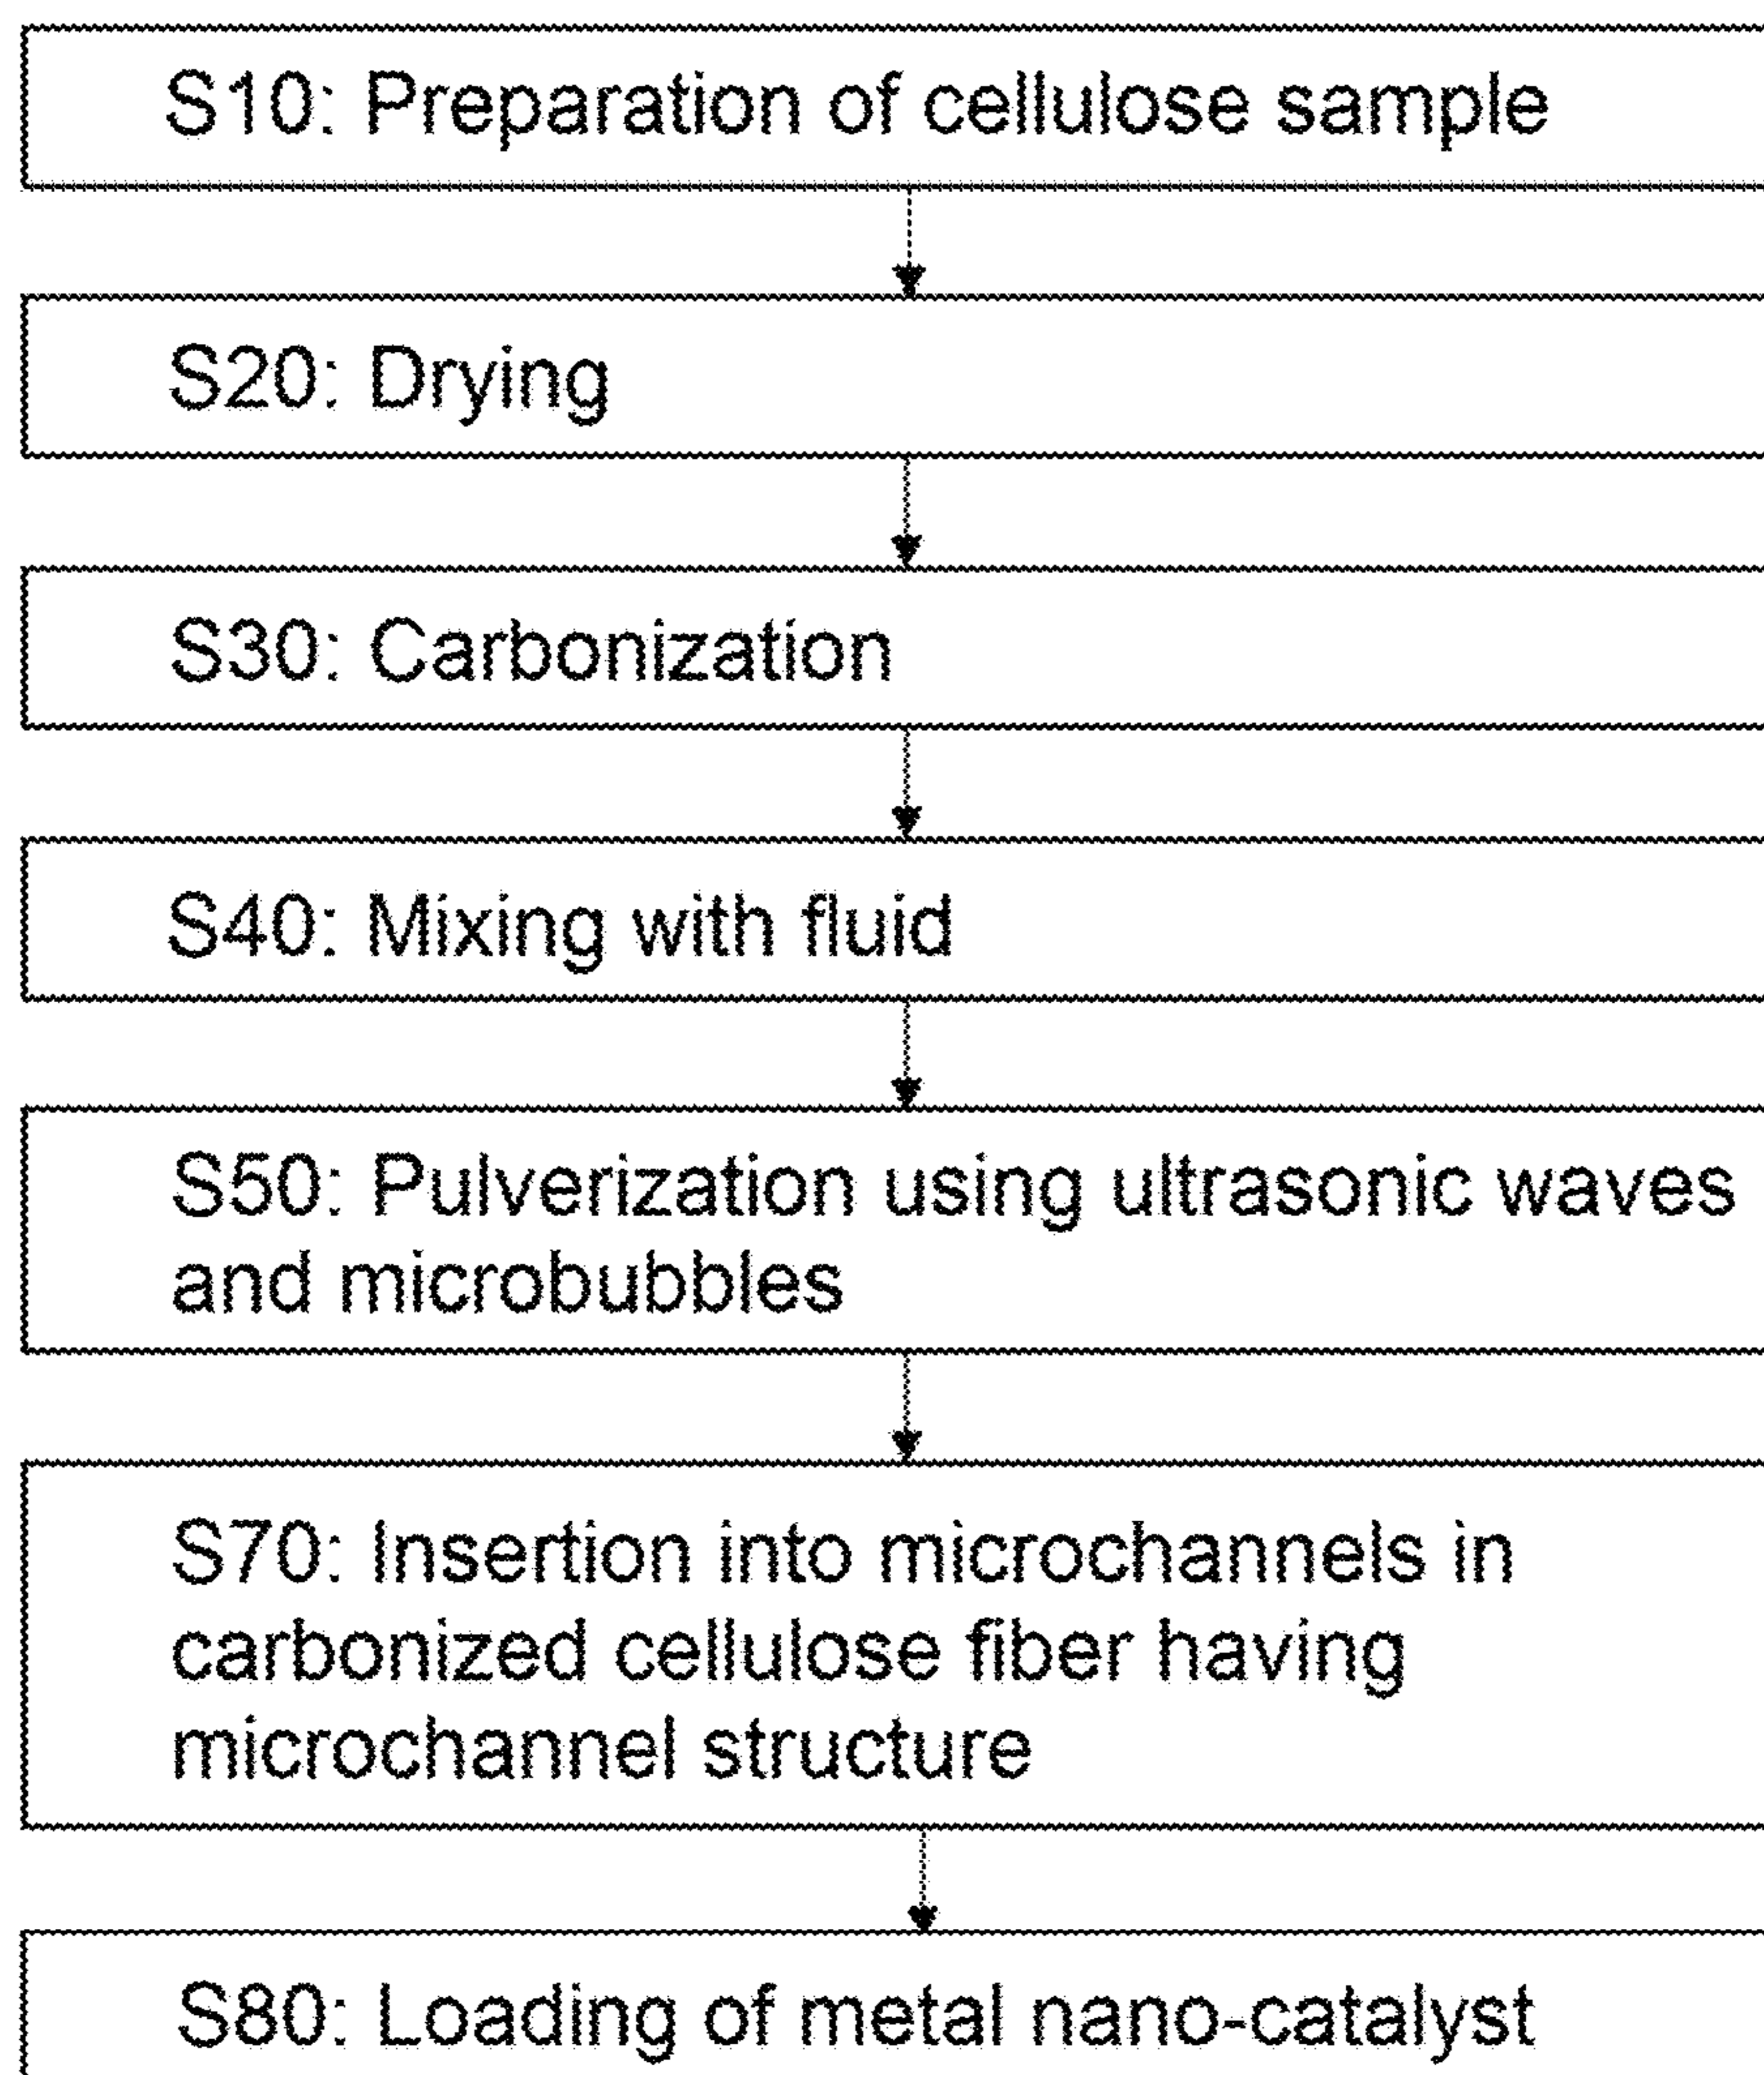 S10: Preparation of cellulose sample
S20: Drying
S30: Carbonization
S40: Mixing with fluid
S50: Pulverization using ultrasonic waves
and microbubbles
S70: Insertion into microchannels in
carbonized cellulose fiber having
microchannel structure
S80: Loading of metal nano-catalyst